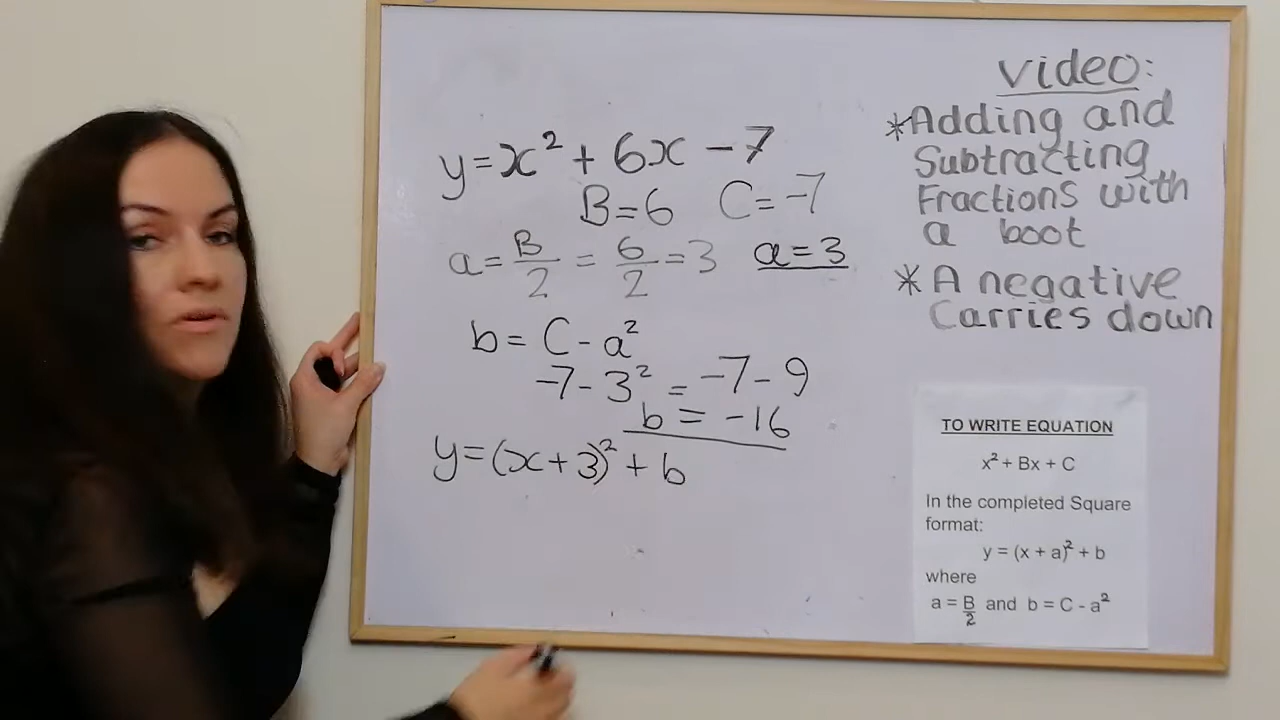 y=x² + 6x - 7
B=6 C=-7
a=B/2 = 6/2 =3 a=3
b= C-a²
-7-3² = -7-9
b = -16
y=(x+3)² + b
video:
*Adding and
Subtracting
Fractions with
a boot
* A negative
Carries down
TO WRITE EQUATION
x² + Bx + C
In the completed Square
format:
y = (x + a)² + b
where
a = B/2 and b = C - a²